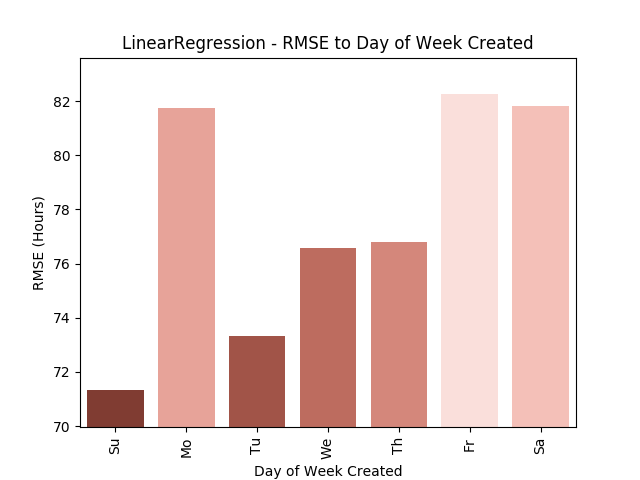 LinearRegression - RMSE to Day of Week Created
RMSE (Hours)
82
80
78
76
74
72
70
Su Mo Tu We Th Fr Sa
Day of Week Created